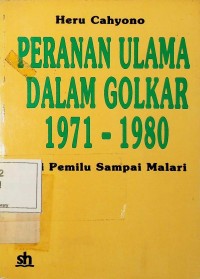 Heru Cahyono
PERANAN ULAMA
DALAM GOLKAR
1971 - 1980
Pemilu Sampai Malari
sh